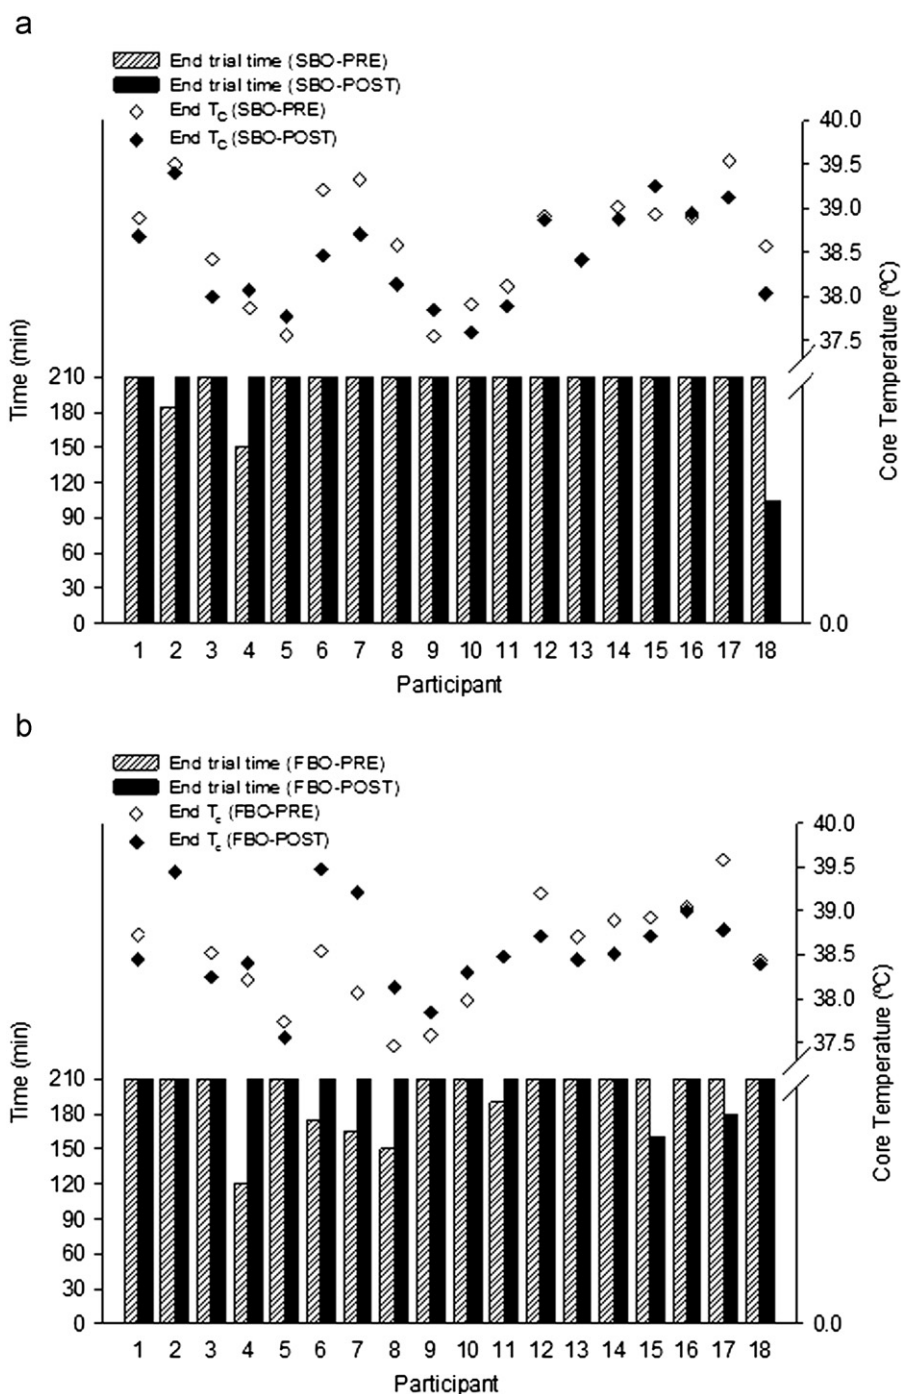 a
End trial time (SBO-PRE)
End trial time (SBO-POST)
End TC (SBO-PRE)
End TC (SBO-POST)
40.0
39.5
39.0
38.5
38.0
37.5
0.0
Core Temperature (ºC)
Time (min)
210
180
150
120
90
60
30
0
1 2 3 4 5 6 7 8 9 10 11 12 13 14 15 16 17 18
Participant
b
End trial time (FBO-PRE)
End trial time (FBO-POST)
End Tc (FBO-PRE)
End Tc (FBO-POST)
40.0
39.5
39.0
38.5
38.0
37.5
0.0
Core Temperature (ºC)
Time (min)
210
180
150
120
90
60
30
0
1 2 3 4 5 6 7 8 9 10 11 12 13 14 15 16 17 18
Participant